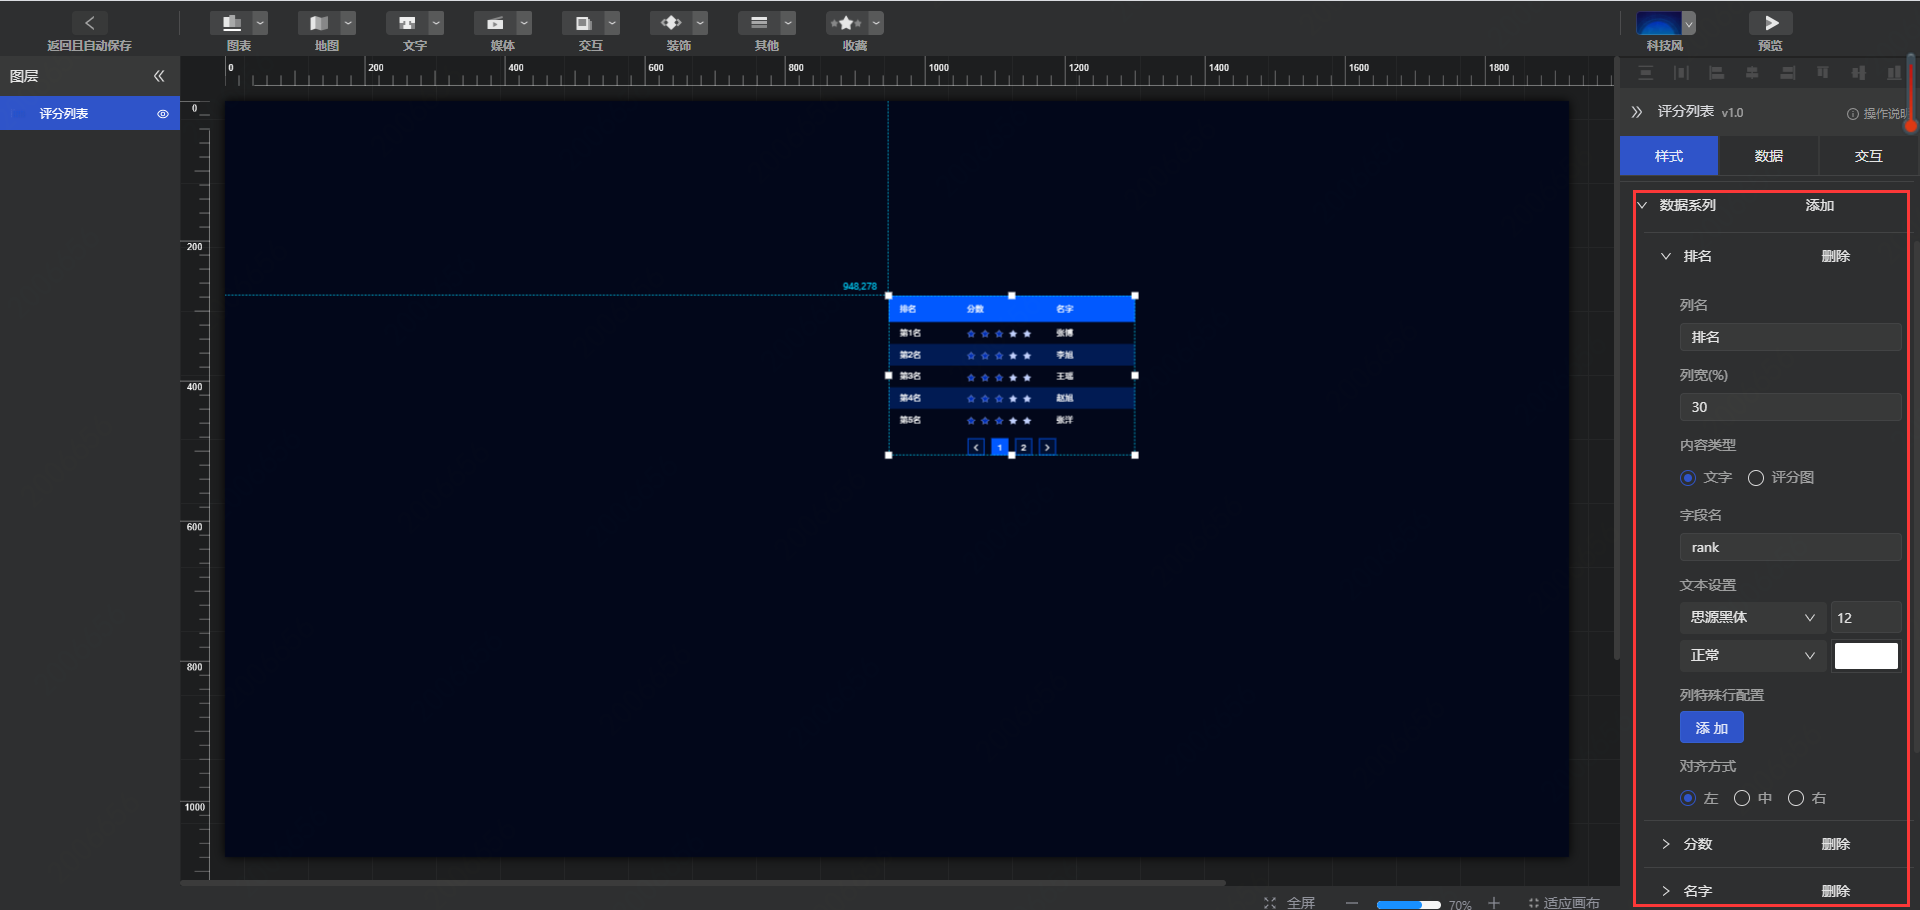 返回且自动保存
图表
地图
文字
媒体
交互
装饰
其他
收藏
科技风
预览
图层
评分列表
0 200 400 600 800 1000 1200 1400 1600 1800
0
200
400
600
800
1000
948,278
排名 分数 名字
第1名 张博
第2名 李旭
第3名 王瑶
第4名 赵旭
第5名 张洋
1 2
评分列表 v1.0
操作说明
样式 数据 交互
数据系列 添加
排名 删除
列名
排名
列宽(%)
30
内容类型
文字 评分图
字段名
rank
文本设置
思源黑体 12
正常
列特殊行配置
添 加
对齐方式
左 中 右
分数 删除
名字 删除
全屏 70% 适应画布